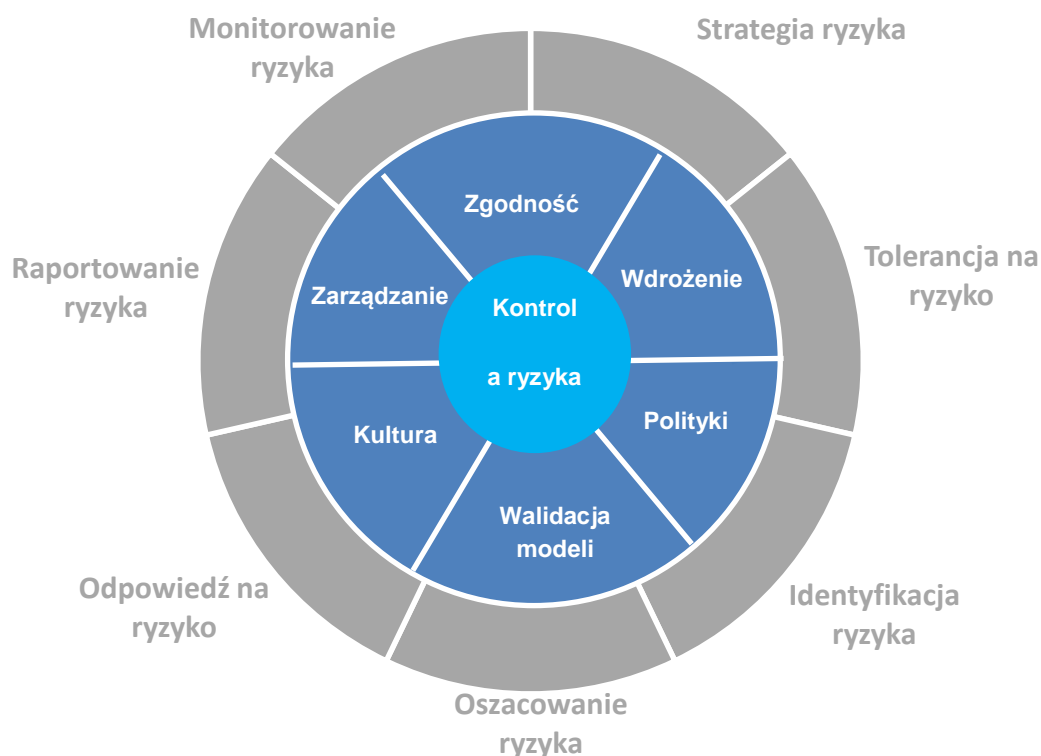 Monitorowanie
ryzyka
Strategia ryzyka
Tolerancja na
ryzyko
Identyfikacja
ryzyka
Oszacowanie
ryzyka
Odpowiedź na
ryzyko
Raportowanie
ryzyka
Zgodność
Wdrożenie
Polityki
Walidacja
modeli
Kultura
Zarządzanie
Kontrol
a ryzyka